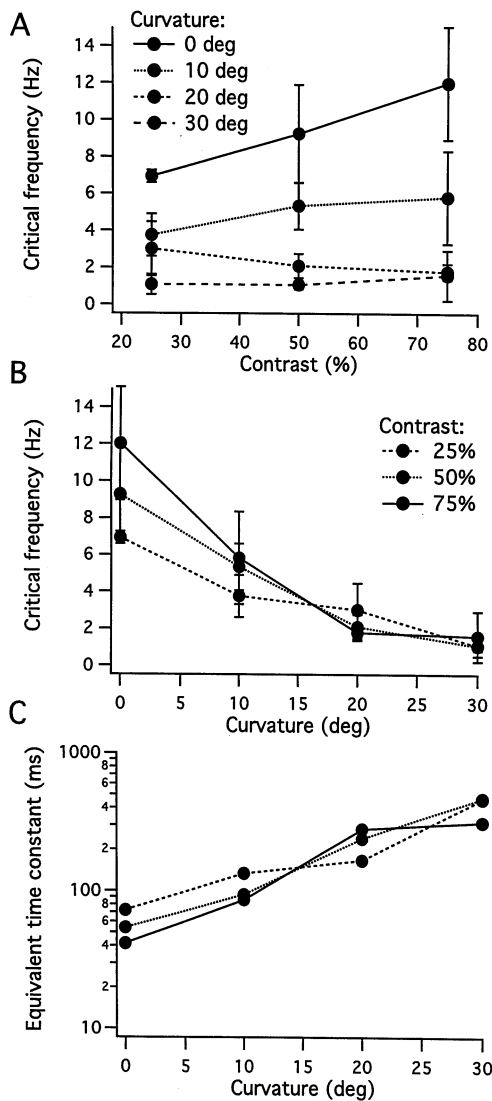 A
Curvature:
0 deg
10 deg
20 deg
30 deg
Critical frequency (Hz)
14
12
10
8
6
4
2
0
20 30 40 50 60 70 80
Contrast (%)
B
Contrast:
25%
50%
75%
Critical frequency (Hz)
14
12
10
8
6
4
2
0
0 5 10 15 20 25 30
Curvature (deg)
C
Equivalent time constant (ms)
1000
8
6
4
2
100
8
6
4
2
10
0 5 10 15 20 25 30
Curvature (deg)